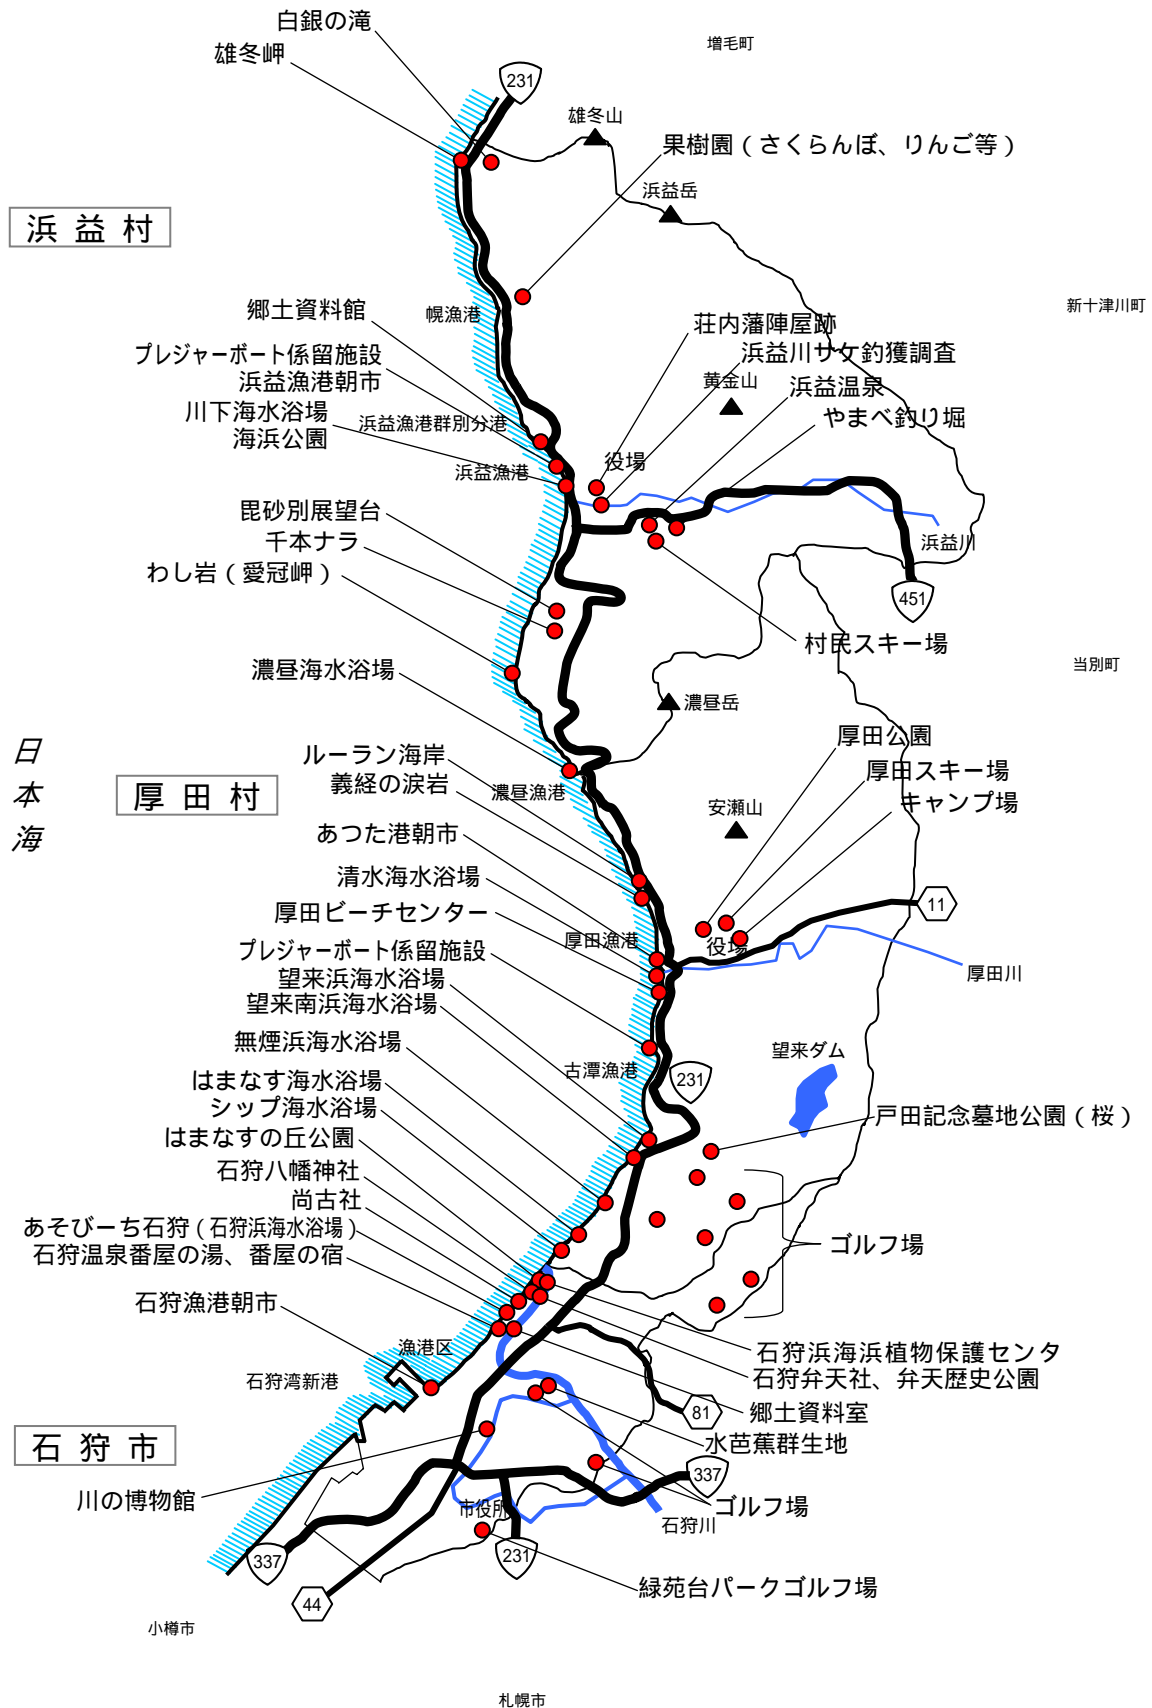 白銀の滝
増毛町
雄冬岬
231
雄冬山
果樹園（さくらんぼ、りんご等）
浜益岳
浜益村
新十津川町
郷土資料館
幌漁港
荘内藩陣屋跡
プレジャーボート係留施設
浜益川サケ釣獲調査
浜益漁港朝市
黄金山
浜益温泉
川下海水浴場
浜益漁港群別分港
やまべ釣り堀
海浜公園
浜益漁港
役場
毘砂別展望台
千本ナラ
浜益川
わし岩（愛冠岬）
451
村民スキー場
当別町
濃昼海水浴場
濃昼岳
日本海
ルーラン海岸
厚田公園
義経の涙岩
濃昼漁港
厚田スキー場
厚田村
安瀬山
キャンプ場
あつた港朝市
清水海水浴場
厚田ビーチセンター
11
厚田漁港
役場
プレジャーボート係留施設
望来浜海水浴場
厚田川
望来南浜海水浴場
無煙浜海水浴場
望来ダム
古潭漁港
231
はまなす海水浴場
シップ海水浴場
戸田記念墓地公園（桜）
はまなすの丘公園
石狩八幡神社
尚古社
あそびーち石狩（石狩浜海水浴場）
ゴルフ場
石狩温泉番屋の湯、番屋の宿
石狩漁港朝市
漁港区
石狩浜海浜植物保護センタ
石狩湾新港
石狩弁天社、弁天歴史公園
81
郷土資料室
石狩市
水芭蕉群生地
337
川の博物館
市役所
ゴルフ場
石狩川
337
231
緑苑台パークゴルフ場
44
小樽市
札幌市